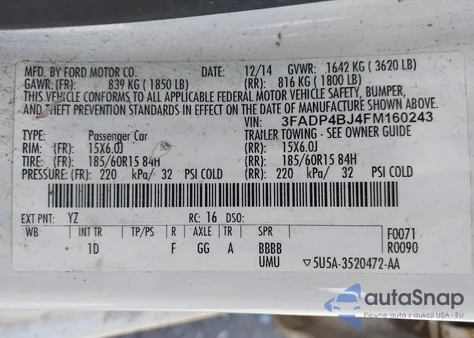 MFD. BY FORD MOTOR CO. DATE: 12/14 GVWR: 1642 KG ( 3620 LB)
GAWR: (FR) 839 KG ( 1850 LB) (RR): 816 KG ( 1800 LB)
THIS VEHICLE CONFORMS TO ALL APPLICABLE FEDERAL MOTOR VEHICLE SAFETY, BUMPER,
AND THEFT PREVENTION STANDARDS IN EFFECT ON THE DATE OF MANUFACTURE SHOWN ABOVE.
VIN: 3FADP4BJ4FM160243
TYPE: Passenger Car TRAILER TOWING - SEE OWNER GUIDE
RIM: (FR) 15X6.0J (RR): 15X6.0J
TIRE: (FR) 185/60R15 84H (RR): 185/60R15 84H
PRESSURE: (FR) 220 kPa/ 32 PSI COLD (RR): 220 kPa/ 32 PSI COLD
EXT PNT: YZ RC: 16 DSO: F0071
WB INT TR TP/PS R AXLE TR SPR R0090
1D F GG A BBBB
UMU ▽5U5A-3520472-AA
autoSnap
AUCTION CARS USA - EU